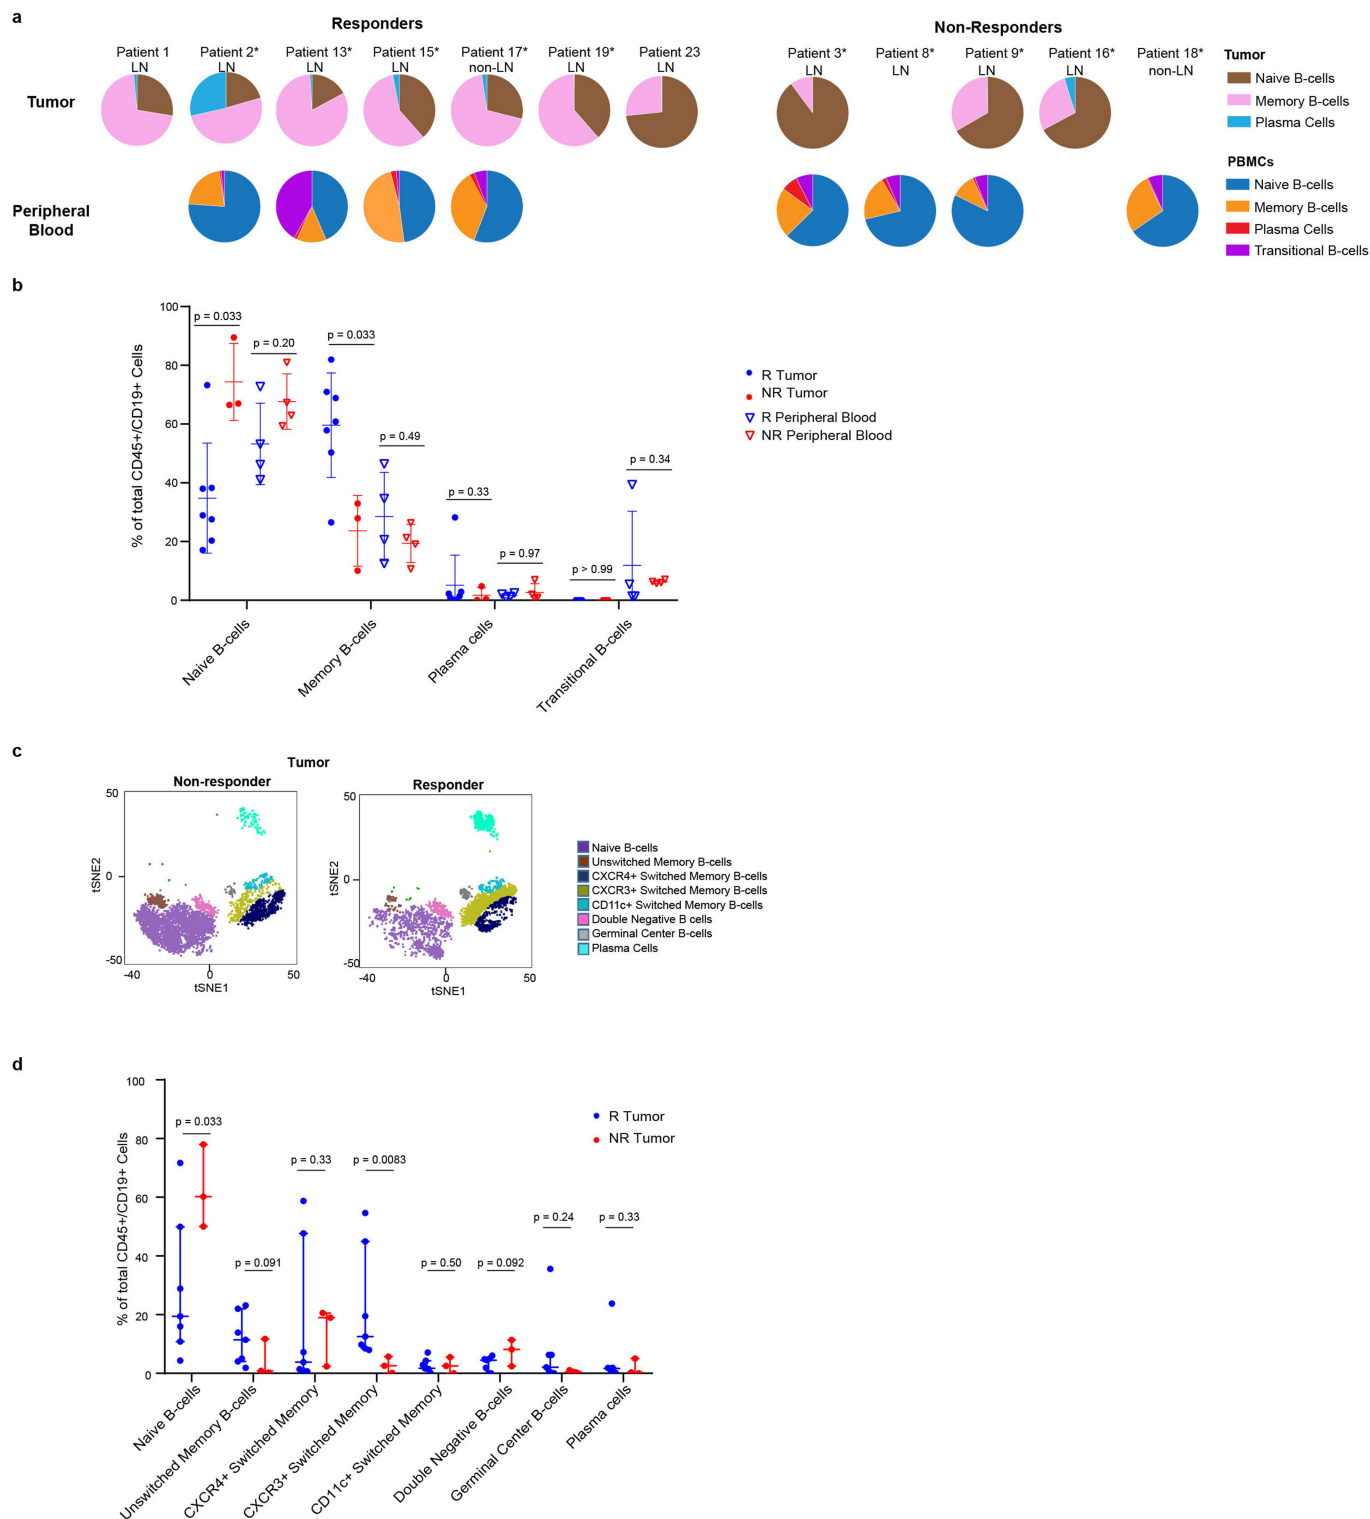 a
Responders
Non-Responders
Patient 1 LN
Patient 2* LN
Patient 13* LN
Patient 15* LN
Patient 17* non-LN
Patient 19* LN
Patient 23
Patient 3* LN
Patient 8* LN
Patient 9* LN
Patient 16* LN
Patient 18* non-LN
Tumor
Peripheral
Blood
Tumor
Naive B-cells
Memory B-cells
Plasma Cells
PBMCs
Naive B-cells
Memory B-cells
Plasma Cells
Transitional B-cells
b
% of total CD45+/CD19+ Cells
100
80
60
40
20
0
p = 0.033
p = 0.20
p = 0.033
p = 0.49
p = 0.33
p = 0.97
p > 0.99
p = 0.34
Naive B-cells
Memory B-cells
Plasma cells
Transitional B-cells
R Tumor
NR Tumor
R Peripheral Blood
NR Peripheral Blood
c
Tumor
Non-responder
Responder
tSNE2
50
0
-50
-40
0
50
tSNE1
tSNE2
50
0
-50
-40
0
50
tSNE1
Naive B-cells
Unswitched Memory B-cells
CXCR4+ Switched Memory B-cells
CXCR3+ Switched Memory B-cells
CD11c+ Switched Memory B-cells
Double Negative B cells
Germinal Center B-cells
Plasma Cells
d
% of total CD45+/CD19+ Cells
100
80
60
40
20
0
p = 0.033
p = 0.091
p = 0.33
p = 0.0083
p = 0.50
p = 0.092
p = 0.24
p = 0.33
R Tumor
NR Tumor
Naive B-cells
Unswitched Memory B-cells
CXCR4+ Switched Memory
CXCR3+ Switched Memory
CD11c+ Switched Memory
Double Negative B-cells
Germinal Center B-cells
Plasma cells